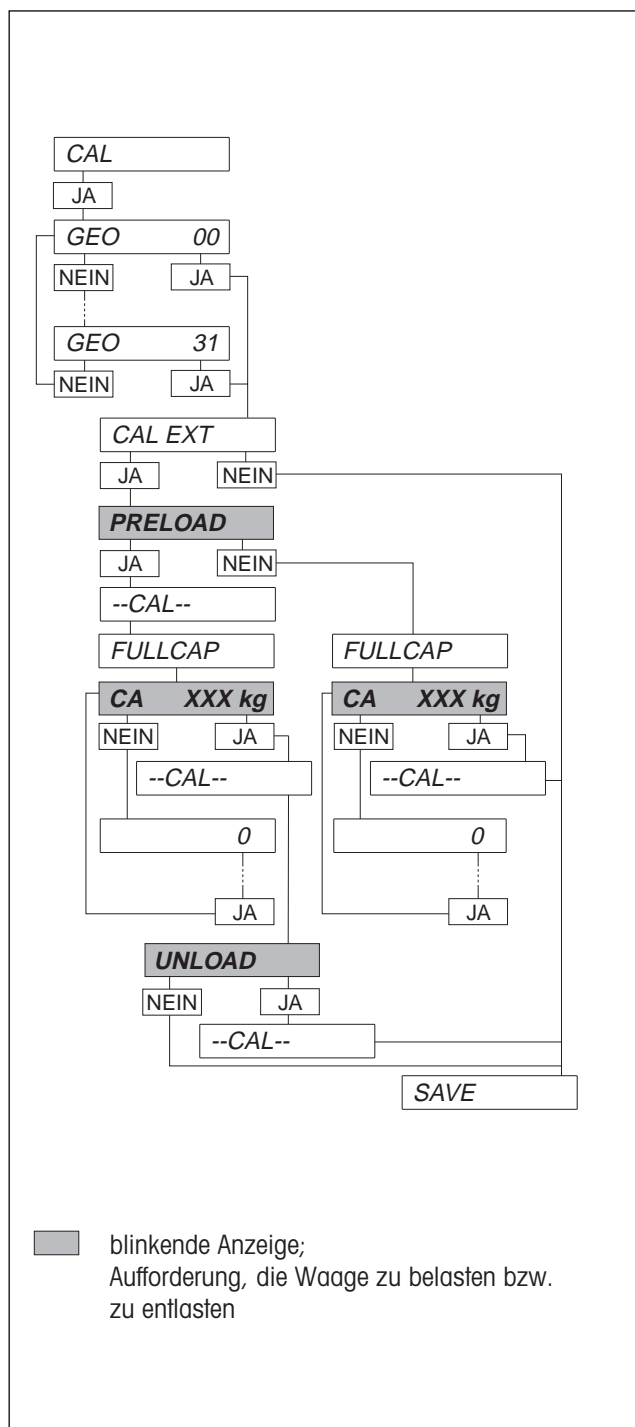 CAL
JA
GEO 00
NEIN JA
GEO 31
NEIN JA
CAL EXT
JA NEIN
PRELOAD
JA NEIN
--CAL--
FULLCAP FULLCAP
CA XXX kg CA XXX kg
NEIN JA NEIN JA
--CAL-- --CAL--
0 0
JA JA
UNLOAD
NEIN JA
--CAL--
SAVE
blinkende Anzeige;
Aufforderung, die Waage zu belasten bzw.
zu entlasten